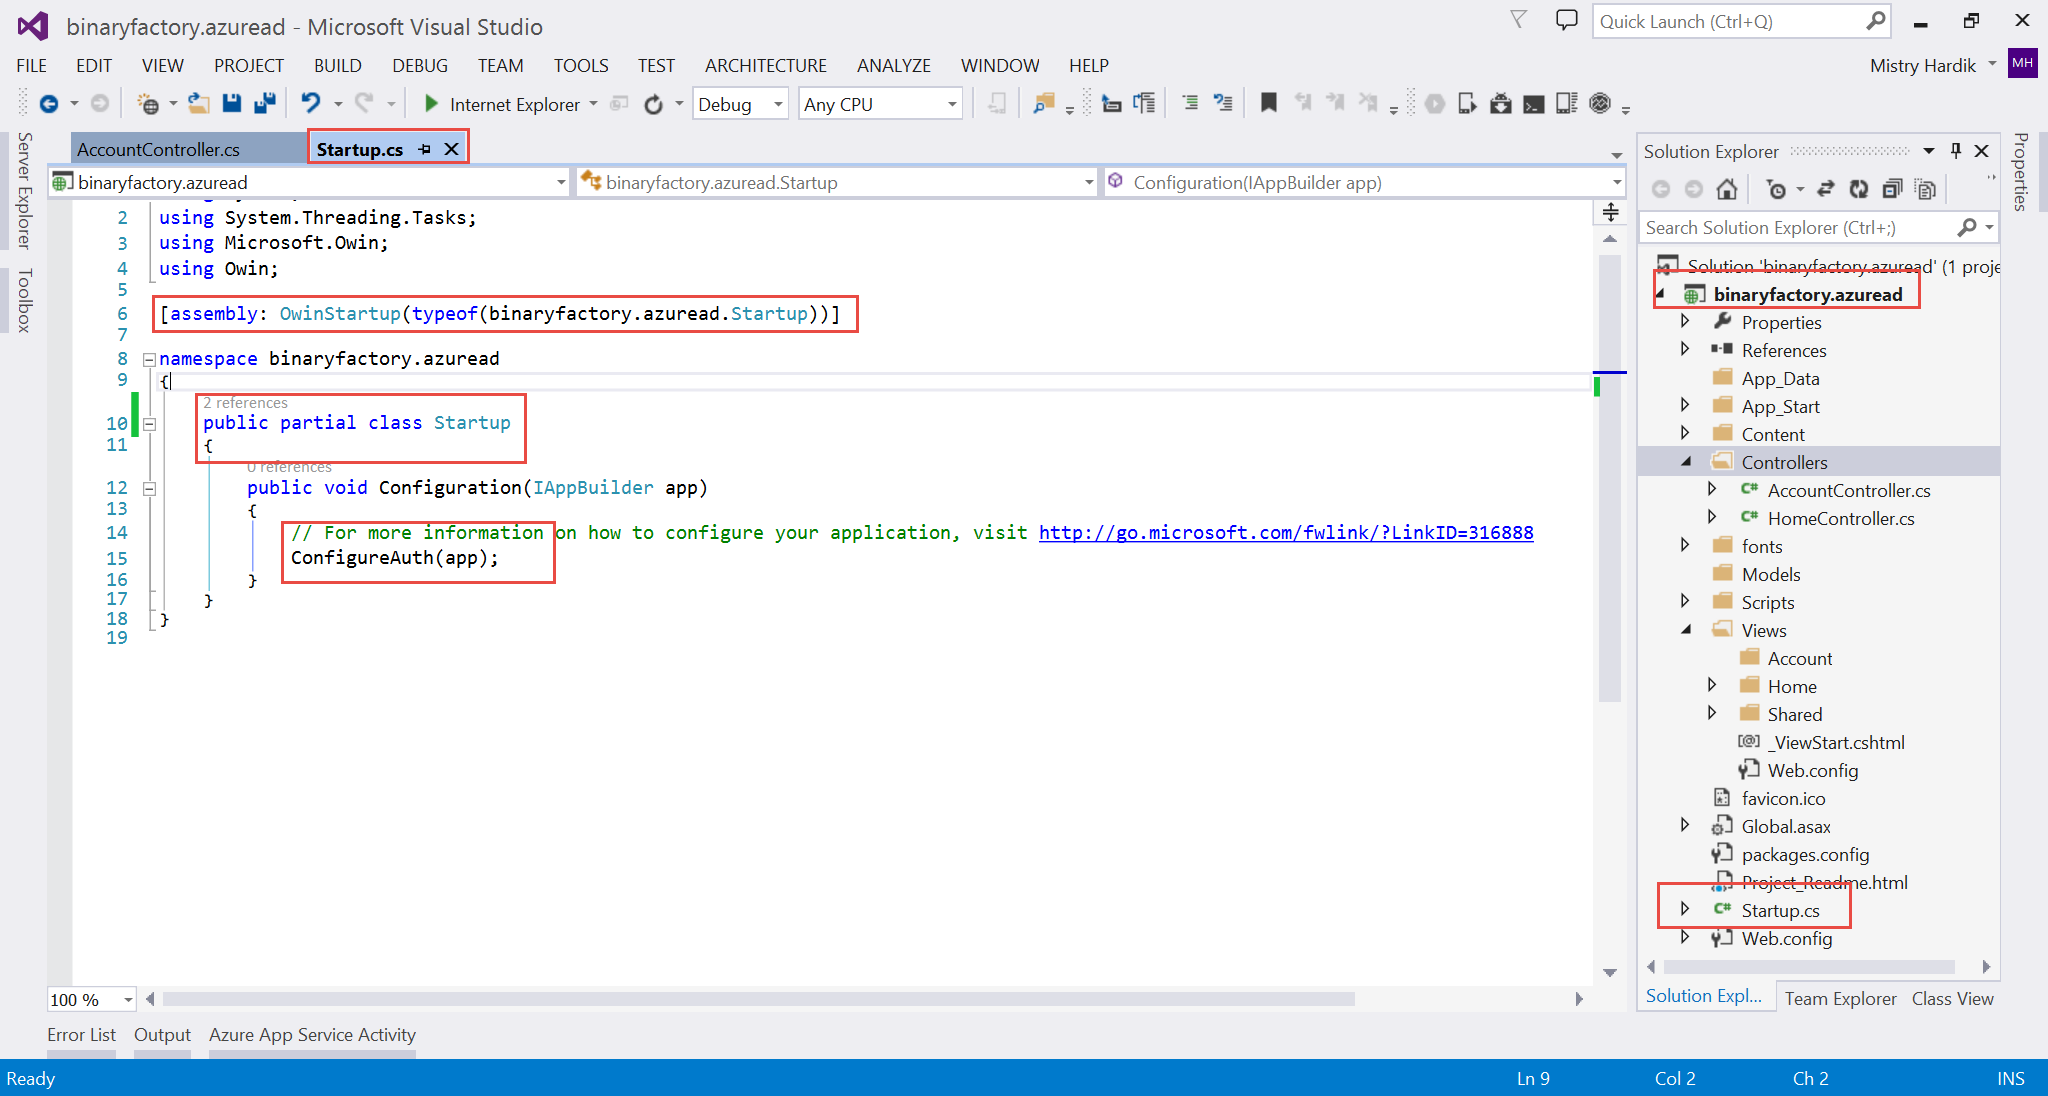 binaryfactory.azuread - Microsoft Visual Studio
Quick Launch (Ctrl+Q)
FILE EDIT VIEW PROJECT BUILD DEBUG TEAM TOOLS TEST ARCHITECTURE ANALYZE WINDOW HELP
Mistry Hardik MH
Internet Explorer Debug Any CPU
Server Explorer
Toolbox
AccountController.cs Startup.cs
binaryfactory.azuread binaryfactory.azuread.Startup Configuration(IAppBuilder app)
2 using System.Threading.Tasks;
3 using Microsoft.Owin;
4 using Owin;
5
6 [assembly: OwinStartup(typeof(binaryfactory.azuread.Startup))]
7
8 namespace binaryfactory.azuread
9 {
2 references
10 public partial class Startup
11 {
0 references
12 public void Configuration(IAppBuilder app)
13 {
14 // For more information on how to configure your application, visit http://go.microsoft.com/fwlink/?LinkID=316888
15 ConfigureAuth(app);
16 }
17 }
18 }
19
100 %
Error List Output Azure App Service Activity
Solution Explorer
Search Solution Explorer (Ctrl+;)
Solution 'binaryfactory.azuread' (1 proje
binaryfactory.azuread
Properties
References
App_Data
App_Start
Content
Controllers
C# AccountController.cs
C# HomeController.cs
fonts
Models
Scripts
Views
Account
Home
Shared
[@] _ViewStart.cshtml
Web.config
favicon.ico
Global.asax
packages.config
Project_Readme.html
C# Startup.cs
Web.config
Solution Expl... Team Explorer Class View
Properties
Ready Ln 9 Col 2 Ch 2 INS